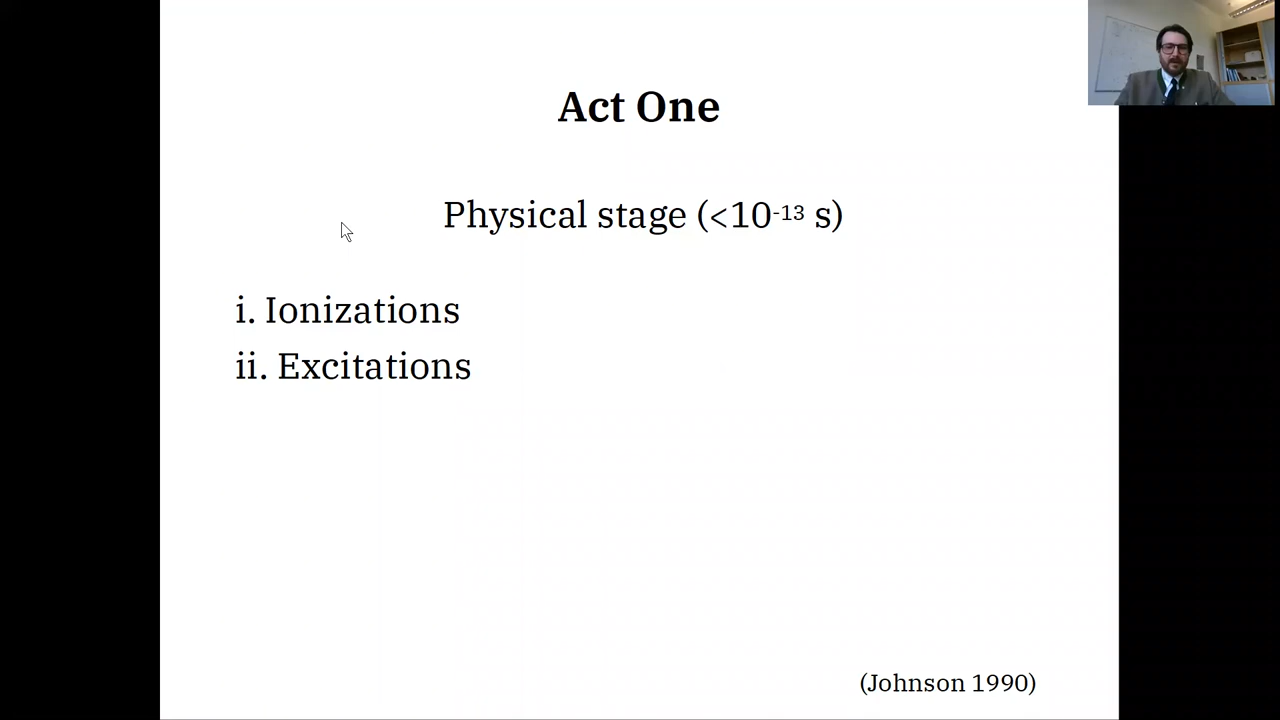 Act One
Physical stage (<10-13 s)
i. Ionizations
ii. Excitations
(Johnson 1990)